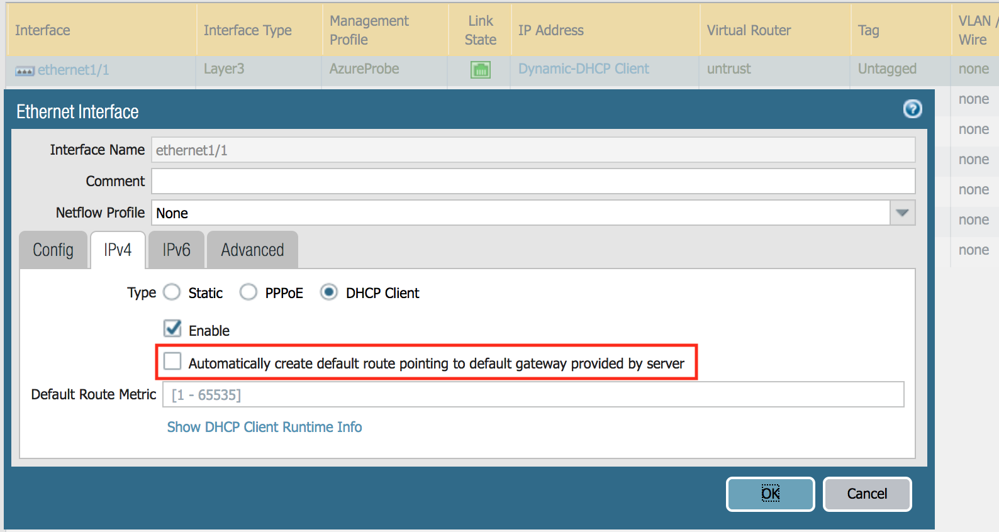 Interface
Interface Type
Management
Profile
Link
State
IP Address
Virtual Router
Tag
VLAN /
Wire
ethernet1/1
Layer3
AzureProbe
Dynamic-DHCP Client
untrust
Untagged
none
none
none
none
none
none
none
Ethernet Interface
?
Interface Name
ethernet1/1
Comment
Netflow Profile
None
Config
IPv4
IPv6
Advanced
Type
Static
PPPoE
DHCP Client
Enable
Automatically create default route pointing to default gateway provided by server
Default Route Metric
[1 - 65535]
Show DHCP Client Runtime Info
OK
Cancel